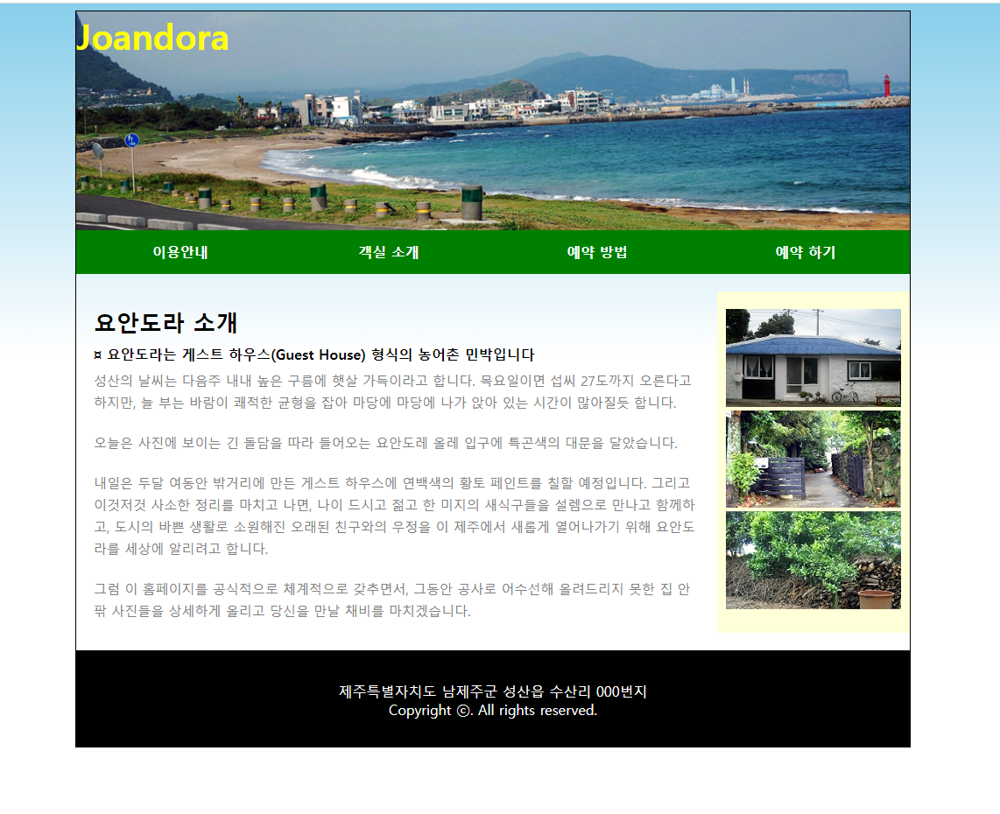 Joandora
이용안내 객실 소개 예약 방법 예약 하기
요안도라 소개
¤ 요안도라는 게스트 하우스(Guest House) 형식의 농어촌 민박입니다
성산의 날씨는 다음주 내내 높은 구름에 햇살 가득이라고 합니다. 목요일이면 섭씨 27도까지 오른다고
하지만, 늘 부는 바람이 쾌적한 균형을 잡아 마당에 마당에 나가 앉아 있는 시간이 많아질듯 합니다.
오늘은 사진에 보이는 긴 돌담을 따라 들어오는 요안도레 올레 입구에 특곤색의 대문을 달았습니다.
내일은 두달 여동안 밖거리에 만든 게스트 하우스에 연백색의 황토 페인트를 칠할 예정입니다. 그리고
이것저것 사소한 정리를 마치고 나면, 나이 드시고 젊고 한 미지의 새식구들을 설렘으로 만나고 함께하
고, 도시의 바쁜 생활로 소원해진 오래된 친구와의 우정을 이 제주에서 새롭게 열어나가기 위해 요안도
라를 세상에 알리려고 합니다.
그럼 이 홈페이지를 공식적으로 체계적으로 갖추면서, 그동안 공사로 어수선해 올려드리지 못한 집 안
팎 사진들을 상세하게 올리고 당신을 만날 채비를 마치겠습니다.
제주특별자치도 남제주군 성산읍 수산리 000번지
Copyright ⓒ. All rights reserved.